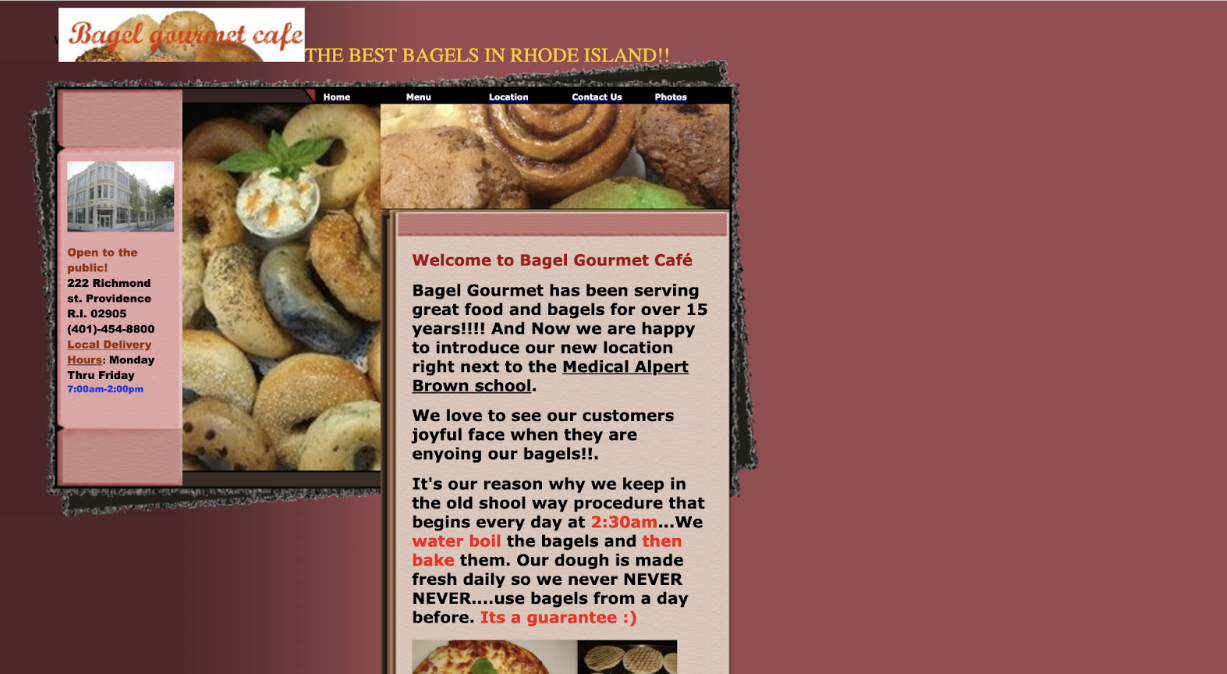 Bagel gourmet cafe
THE BEST BAGELS IN RHODE ISLAND!!
Home Menu Location Contact Us Photos
Open to the
public!
222 Richmond
st. Providence
R.I. 02905
(401)-454-8800
Local Delivery
Hours: Monday
Thru Friday
7:00am-2:00pm
Welcome to Bagel Gourmet Café
Bagel Gourmet has been serving
great food and bagels for over 15
years!!!! And Now we are happy
to introduce our new location
right next to the Medical Alpert
Brown school.
We love to see our customers
joyful face when they are
enyoing our bagels!!.
It's our reason why we keep in
the old shool way procedure that
begins every day at 2:30am...We
water boil the bagels and then
bake them. Our dough is made
fresh daily so we never NEVER
NEVER....use bagels from a day
before. Its a guarantee :)